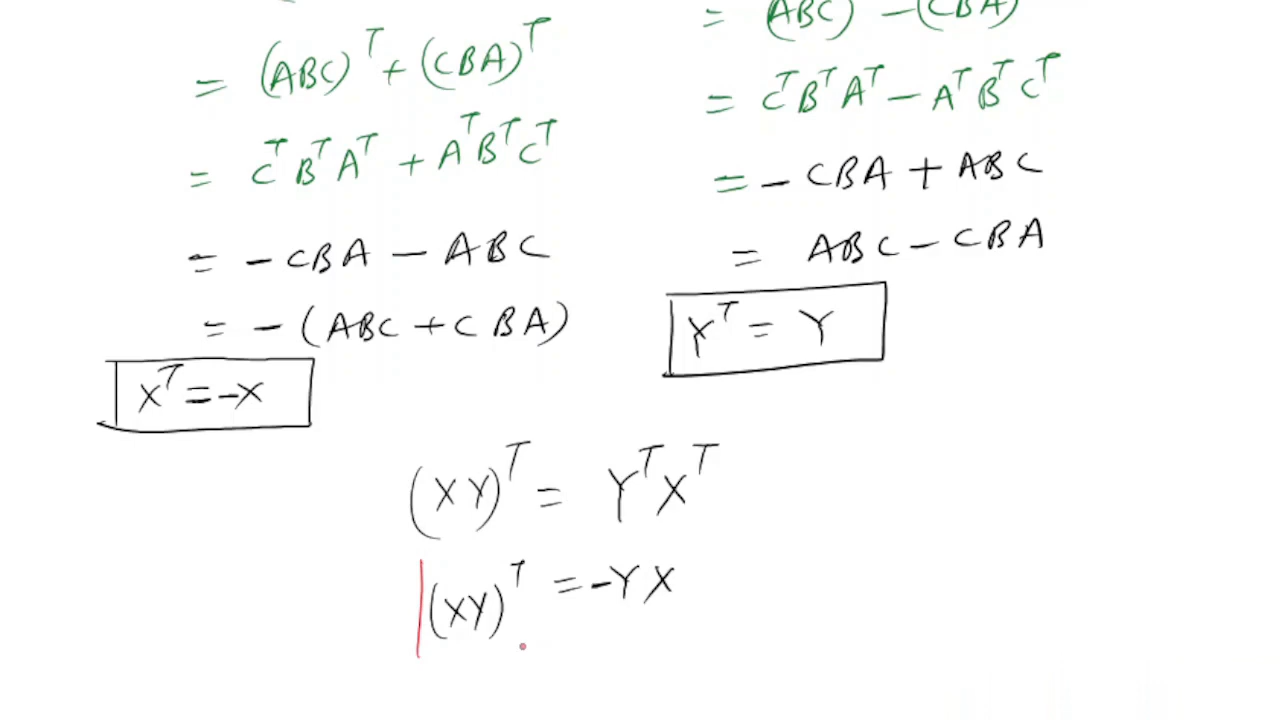 = (ABC)ᵀ + (CBA)ᵀ
= CᵀBᵀAᵀ + AᵀBᵀCᵀ
= - CBA - ABC
= - (ABC + CBA)
Xᵀ = -X
= (ABC) - (CBA)
= CᵀBᵀAᵀ - AᵀBᵀCᵀ
= - CBA + ABC
= ABC - CBA
Xᵀ = Y
(XY)ᵀ = YᵀXᵀ
(XY)ᵀ = -YX